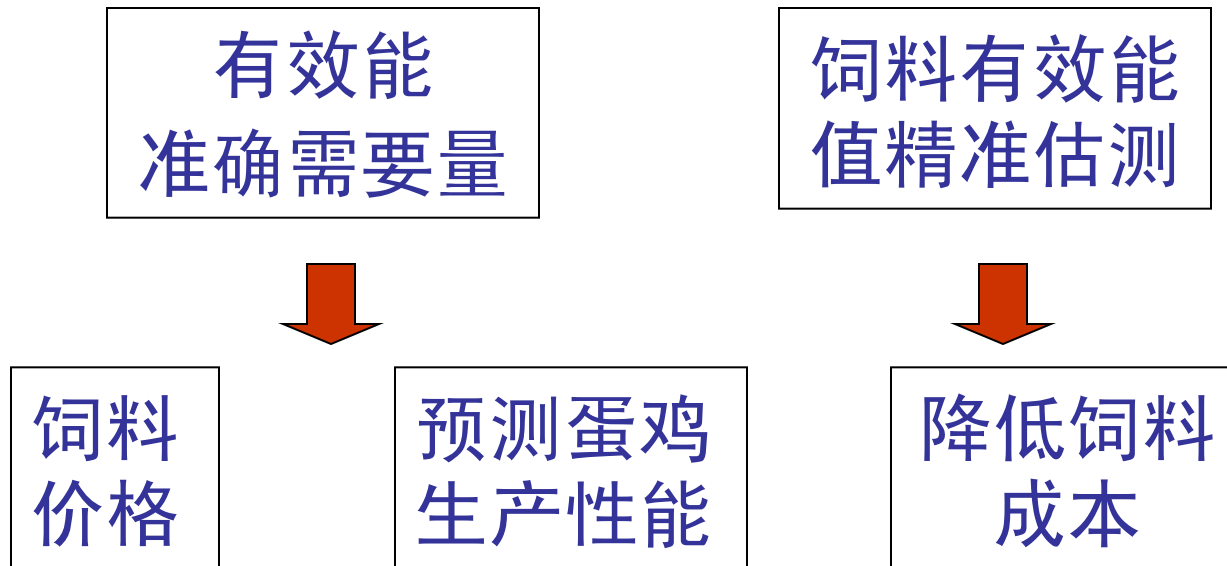 有效能
准确需要量
饲料有效能
值精准估测
饲料
价格
预测蛋鸡
生产性能
降低饲料
成本